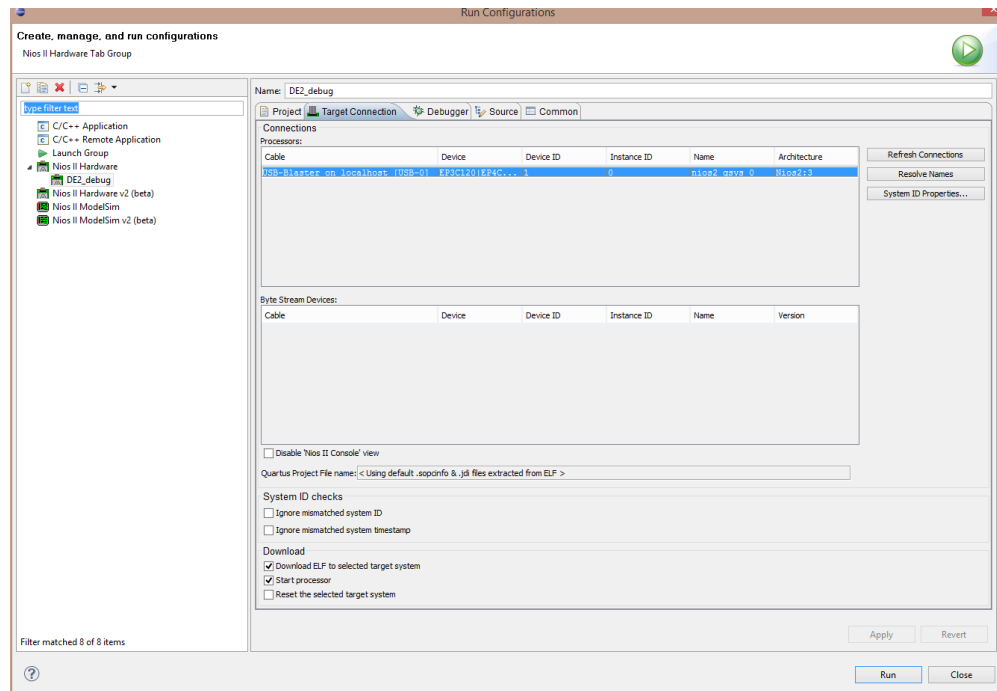 Run Configurations
Create, manage, and run configurations
Nios II Hardware Tab Group
type filter text
C/C++ Application
C/C++ Remote Application
Launch Group
Nios II Hardware
DE2_debug
Nios II Hardware v2 (beta)
Nios II ModelSim
Nios II ModelSim v2 (beta)
Filter matched 8 of 8 items
Name: DE2_debug
Project Target Connection Debugger Source Common
Connections
Processors:
Cable Device Device ID Instance ID Name Architecture
USB-Blaster on localhost [USB-0] EP3C120|EP4C... 1 0 nios2_qsys_0 Nios2:3
Refresh Connections
Resolve Names
System ID Properties...
Byte Stream Devices:
Cable Device Device ID Instance ID Name Version
Disable 'Nios II Console' view
Quartus Project File name: < Using default .sopcinfo & .jdi files extracted from ELF >
System ID checks
Ignore mismatched system ID
Ignore mismatched system timestamp
Download
Download ELF to selected target system
Start processor
Reset the selected target system
Apply Revert
Run Close